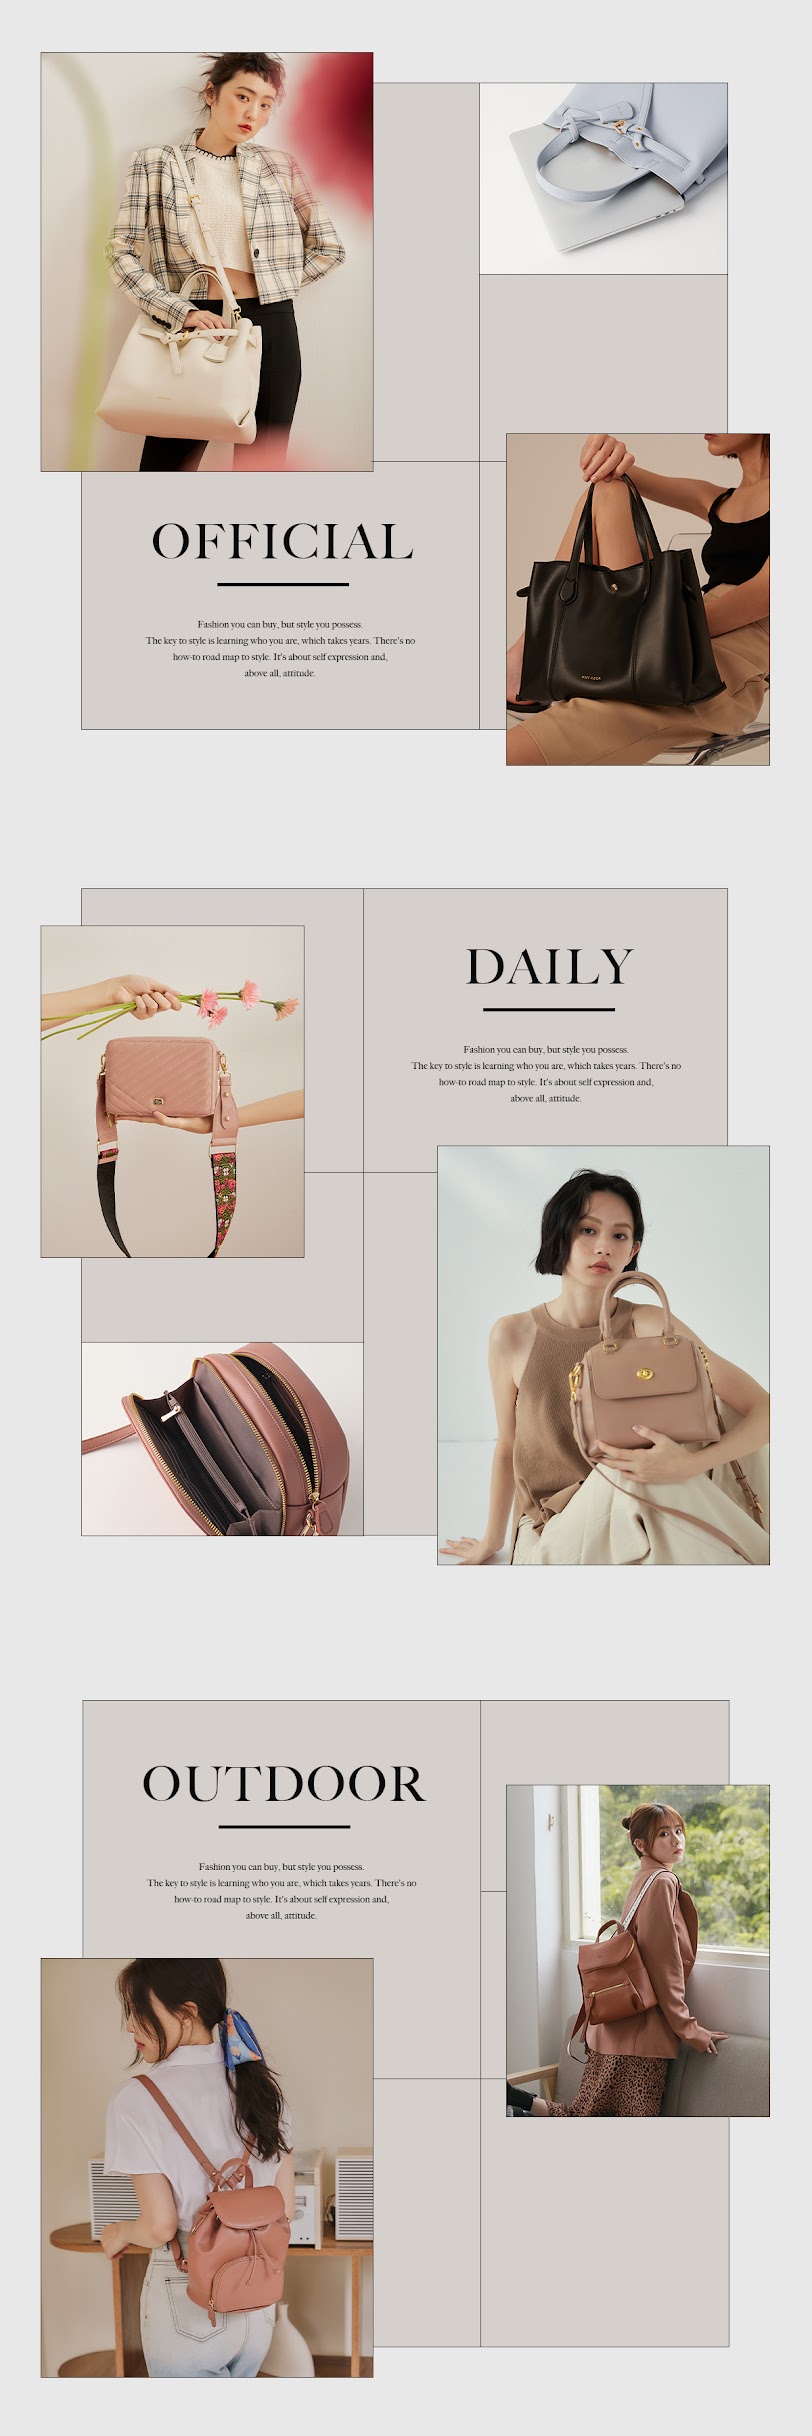 OFFICIAL
Fashion you can buy, but style you possess.
The key to style is learning who you are, which takes years. There's no
how-to road map to style. It's about self expression and,
above all, attitude.
DAILY
Fashion you can buy, but style you possess.
The key to style is learning who you are, which takes years. There's no
how-to road map to style. It's about self expression and,
above all, attitude.
OUTDOOR
Fashion you can buy, but style you possess.
The key to style is learning who you are, which takes years. There's no
how-to road map to style. It's about self expression and,
above all, attitude.